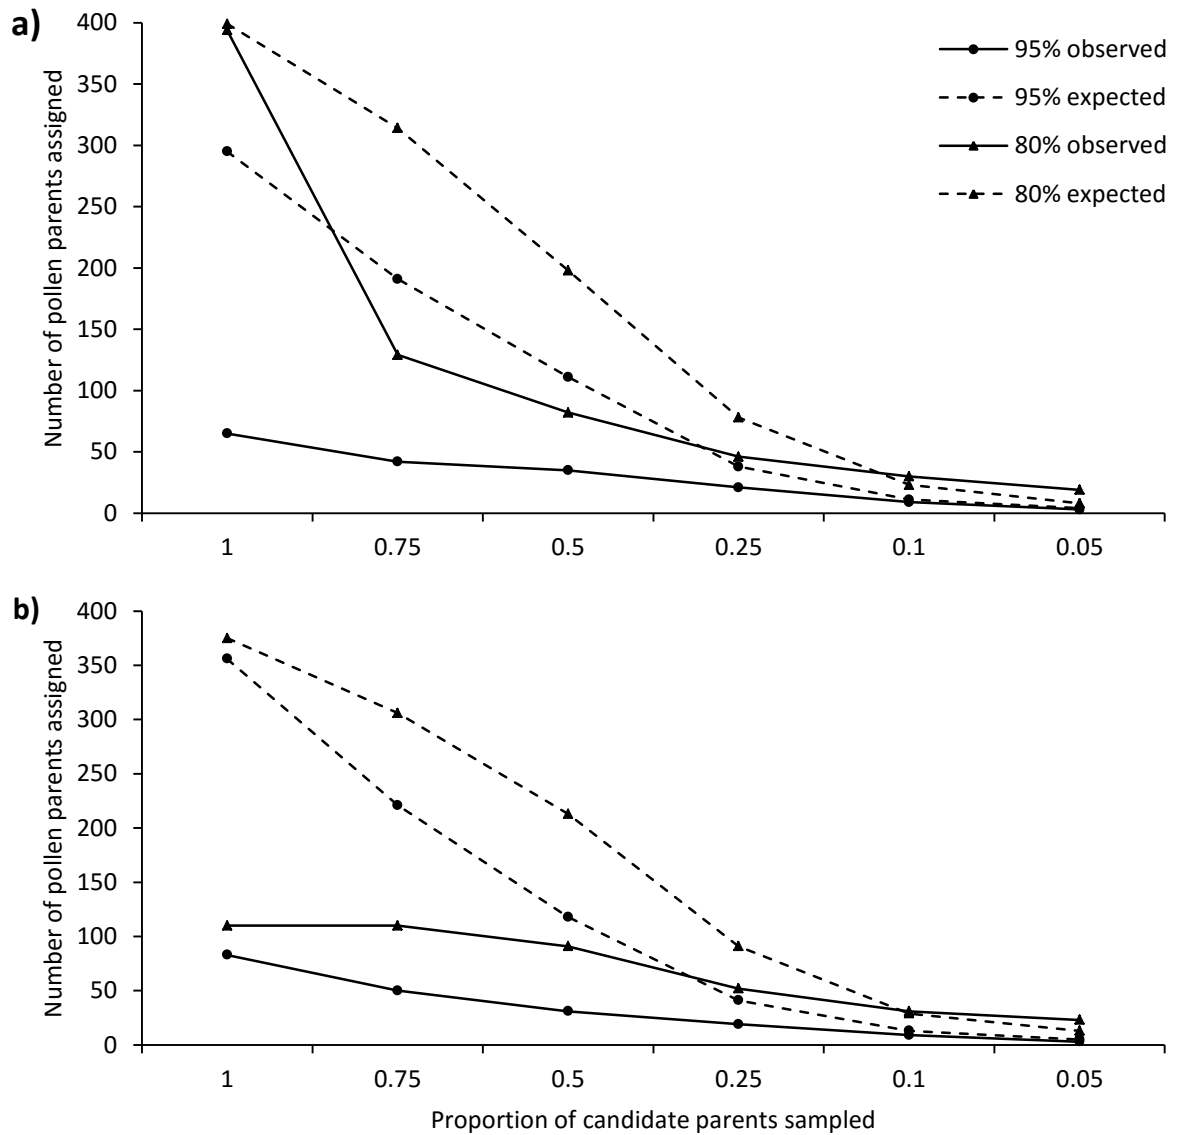 a)
Number of pollen parents assigned
400
350
300
250
200
150
100
50
0
1 0.75 0.5 0.25 0.1 0.05
95% observed
95% expected
80% observed
80% expected
b)
Number of pollen parents assigned
400
350
300
250
200
150
100
50
0
1 0.75 0.5 0.25 0.1 0.05
Proportion of candidate parents sampled